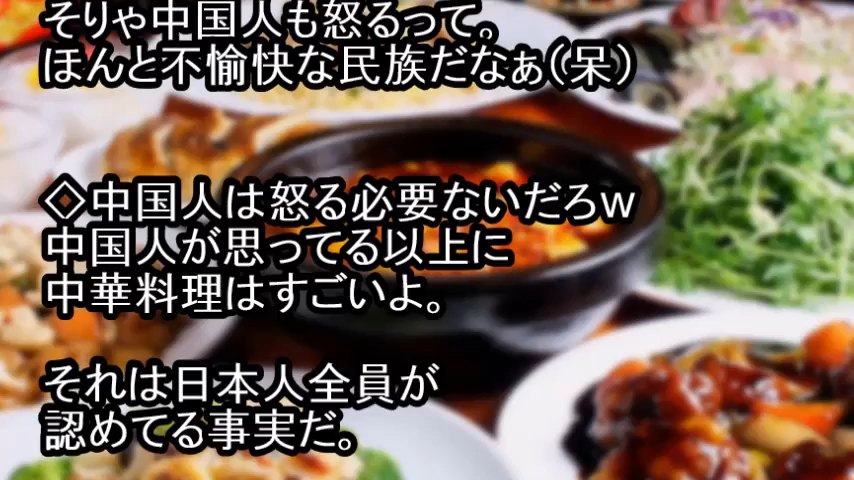 そりゃ中国人も怒るって。
ほんと不愉快な民族だなぁ（呆）
◇中国人は怒る必要ないだろw
中国人が思ってる以上に
中華料理はすごいよ。
それは日本人全員が
認めてる事実だ。